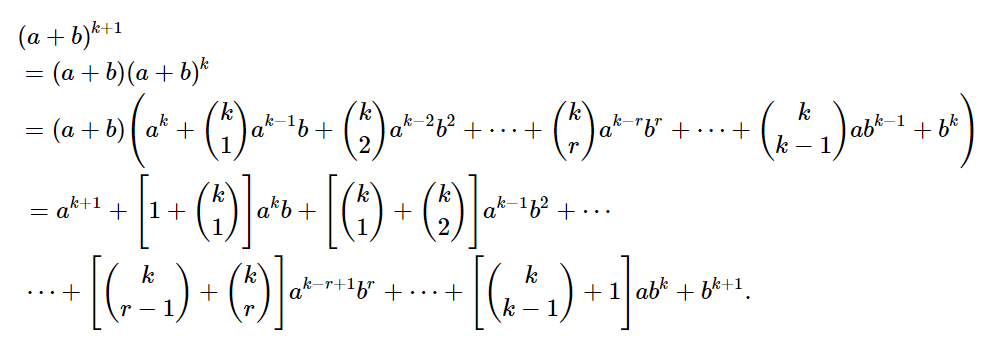 $(a+b)^{k+1}$
$= (a+b)(a+b)^k$
$= (a+b)\left(a^k + \binom{k}{1}a^{k-1}b + \binom{k}{2}a^{k-2}b^2 + \cdots + \binom{k}{r}a^{k-r}b^r + \cdots + \binom{k}{k-1}ab^{k-1} + b^k\right)$
$= a^{k+1} + \left[1 + \binom{k}{1}\right]a^k b + \left[\binom{k}{1} + \binom{k}{2}\right]a^{k-1}b^2 + \cdots$
$\cdots + \left[\binom{k}{r-1} + \binom{k}{r}\right]a^{k-r+1}b^r + \cdots + \left[\binom{k}{k-1} + 1\right]ab^k + b^{k+1}.$